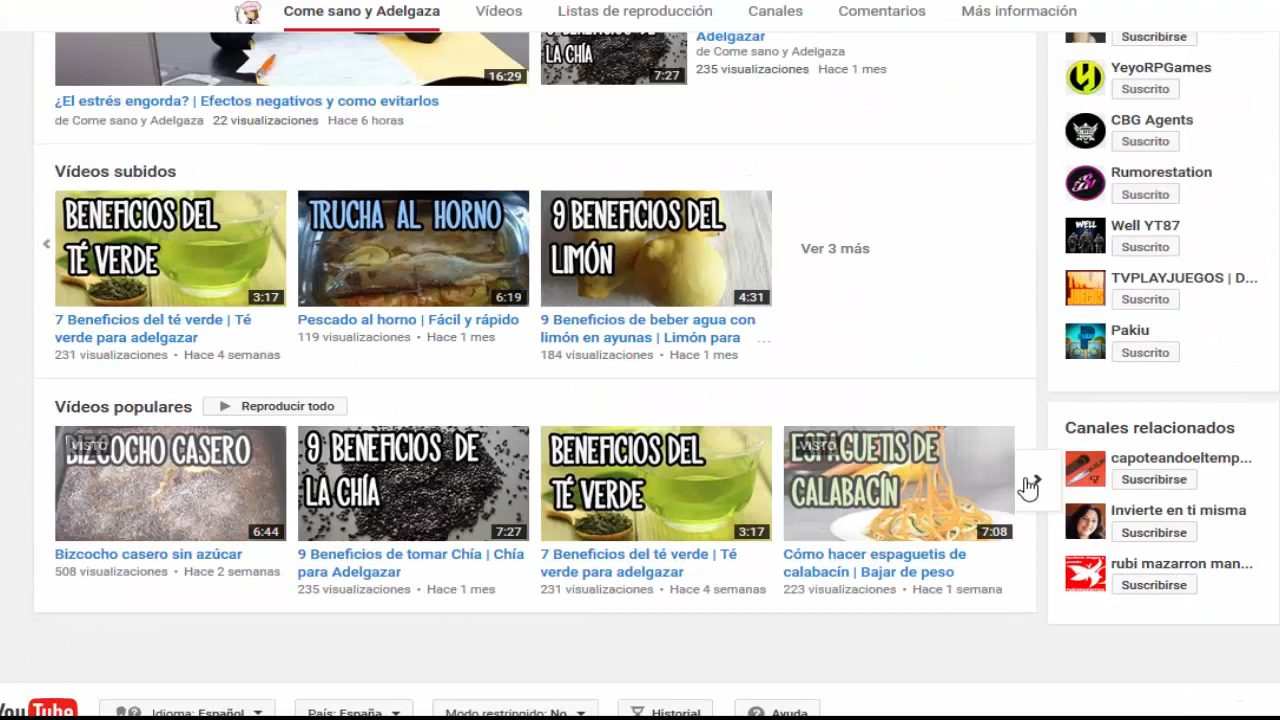 Come sano y Adelgaza
Vídeos
Listas de reproducción
Canales
Comentarios
Más información
16:29
¿El estrés engorda? | Efectos negativos y como evitarlos
de Come sano y Adelgaza 22 visualizaciones Hace 6 horas
LA CHÍA
7:27
Adelgazar
de Come sano y Adelgaza
235 visualizaciones Hace 1 mes
Vídeos subidos
BENEFICIOS DEL
TÉ VERDE
3:17
7 Beneficios del té verde | Té
verde para adelgazar
231 visualizaciones • Hace 4 semanas
TRUCHA AL HORNO
6:19
Pescado al horno | Fácil y rápido
119 visualizaciones • Hace 1 mes
9 BENEFICIOS DEL
LIMÓN
4:31
9 Beneficios de beber agua con
limón en ayunas | Limón para ...
184 visualizaciones • Hace 1 mes
Ver 3 más
Vídeos populares
Reproducir todo
VISTO
BIZCOCHO CASERO
6:44
Bizcocho casero sin azúcar
508 visualizaciones • Hace 2 semanas
9 BENEFICIOS DE
LA CHÍA
7:27
9 Beneficios de tomar Chía | Chía
para Adelgazar
235 visualizaciones • Hace 1 mes
BENEFICIOS DEL
TÉ VERDE
3:17
7 Beneficios del té verde | Té
verde para adelgazar
231 visualizaciones • Hace 4 semanas
VISTO
ESPAGUETIS DE
CALABACÍN
7:08
Cómo hacer espaguetis de
calabacín | Bajar de peso
223 visualizaciones • Hace 1 semana
Suscribirse
YeyoRPGames
Suscrito
CBG Agents
Suscrito
Rumorestation
Suscrito
WELL
Well YT87
Suscrito
TVPLAYJUEGOS | D...
Suscrito
Pakiu
Suscrito
Canales relacionados
capoteandoeltemp...
Suscribirse
Invierte en ti misma
Suscribirse
rubi mazarron man...
Suscribirse
YouTube
Idioma: Español
País: España
Modo restringido: No
Historial
Ayuda